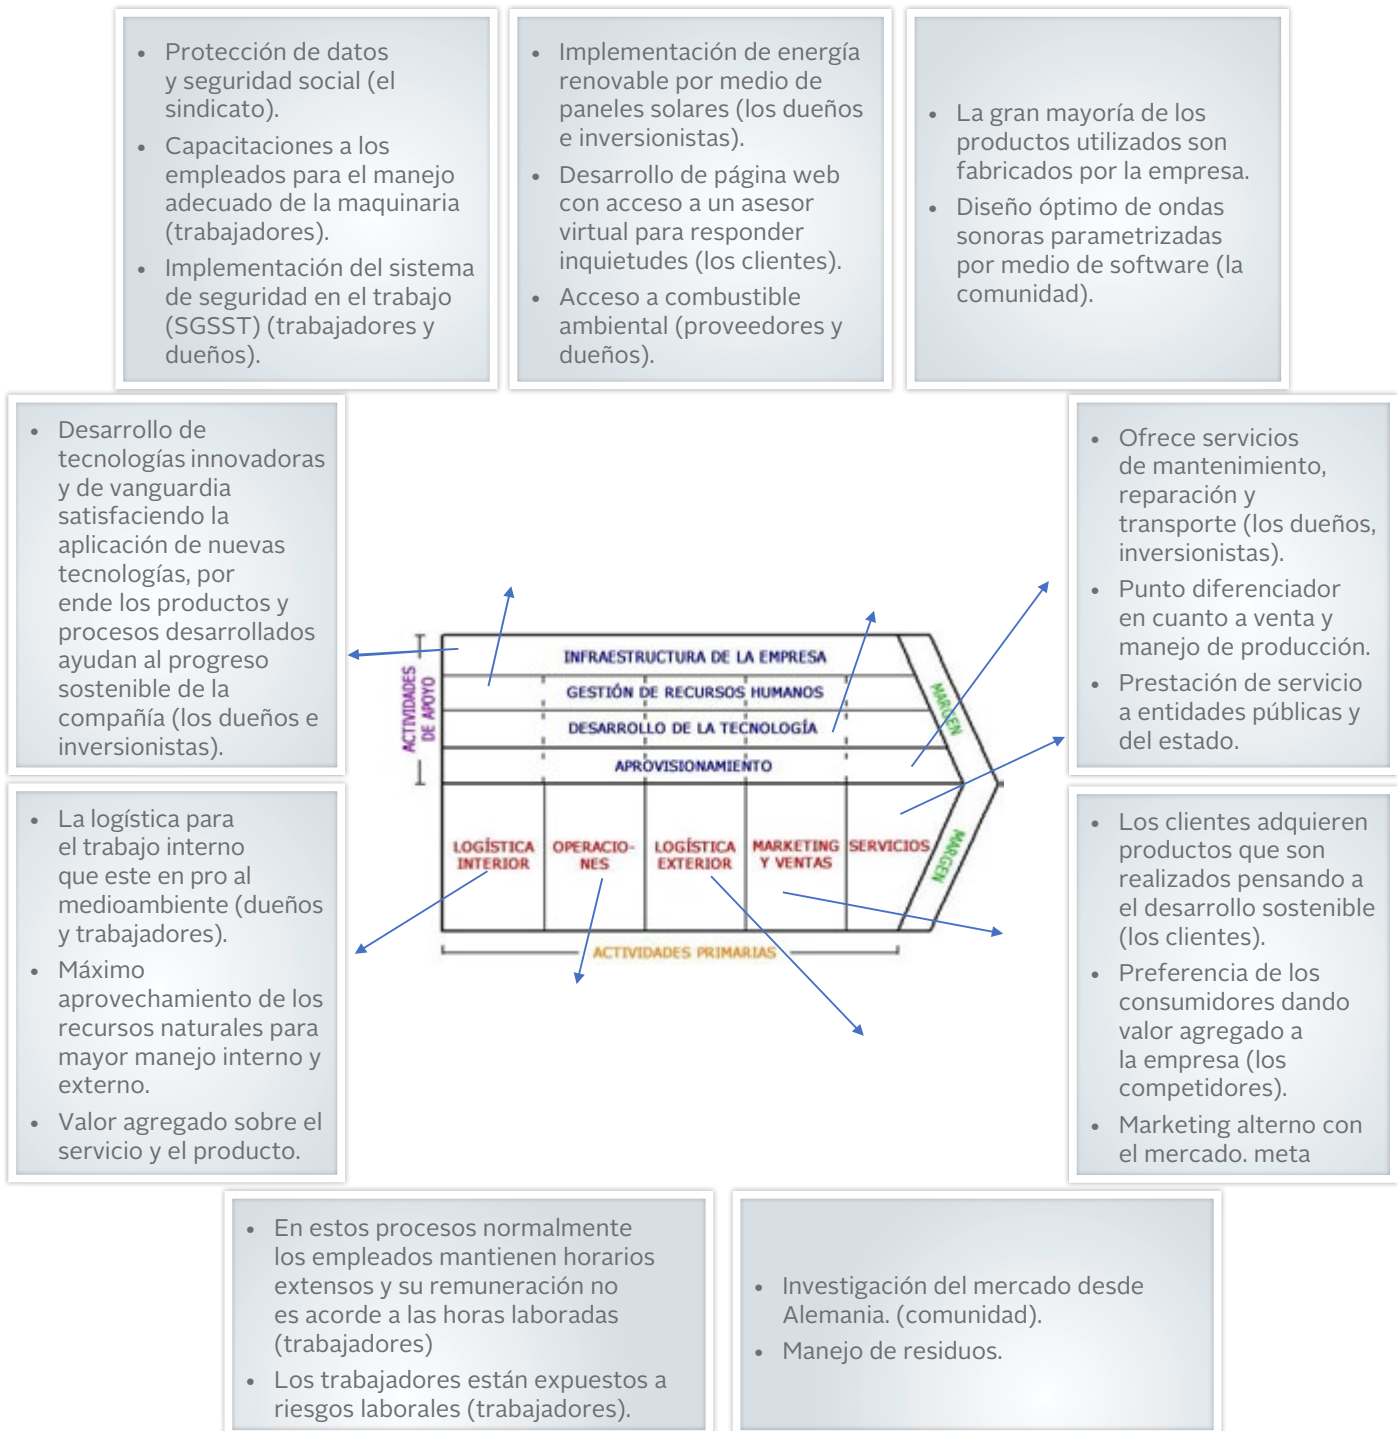 • Protección de datos
y seguridad social (el
sindicato).
• Capacitaciones a los
empleados para el manejo
adecuado de la maquinaria
(trabajadores).
• Implementación del sistema
de seguridad en el trabajo
(SGSST) (trabajadores y
dueños).
• Implementación de energía
renovable por medio de
paneles solares (los dueños
e inversionistas).
• Desarrollo de página web
con acceso a un asesor
virtual para responder
inquietudes (los clientes).
• Acceso a combustible
ambiental (proveedores y
dueños).
• La gran mayoría de los
productos utilizados son
fabricados por la empresa.
• Diseño óptimo de ondas
sonoras parametrizadas
por medio de software (la
comunidad).
• Desarrollo de
tecnologías innovadoras
y de vanguardia
satisfaciendo la
aplicación de nuevas
tecnologías, por
ende los productos y
procesos desarrollados
ayudan al progreso
sostenible de la
compañía (los dueños e
inversionistas).
ACTIVIDADES
DE APOYO
INFRAESTRUCTURA DE LA EMPRESA
GESTIÓN DE RECURSOS HUMANOS
DESARROLLO DE LA TECNOLOGÍA
APROVISIONAMIENTO
MARGEN
LOGÍSTICA
INTERIOR
OPERACIO-
NES
LOGÍSTICA
EXTERIOR
MARKETING
Y VENTAS
SERVICIOS
MARGEN
ACTIVIDADES PRIMARIAS
• Ofrece servicios
de mantenimiento,
reparación y
transporte (los dueños,
inversionistas).
• Punto diferenciador
en cuanto a venta y
manejo de producción.
• Prestación de servicio
a entidades públicas y
del estado.
• La logística para
el trabajo interno
que este en pro al
medioambiente (dueños
y trabajadores).
• Máximo
aprovechamiento de los
recursos naturales para
mayor manejo interno y
externo.
• Valor agregado sobre el
servicio y el producto.
• Los clientes adquieren
productos que son
realizados pensando a
el desarrollo sostenible
(los clientes).
• Preferencia de los
consumidores dando
valor agregado a
la empresa (los
competidores).
• Marketing alterno con
el mercado. meta
• En estos procesos normalmente
los empleados mantienen horarios
extensos y su remuneración no
es acorde a las horas laboradas
(trabajadores)
• Los trabajadores están expuestos a
riesgos laborales (trabajadores).
• Investigación del mercado desde
Alemania. (comunidad).
• Manejo de residuos.